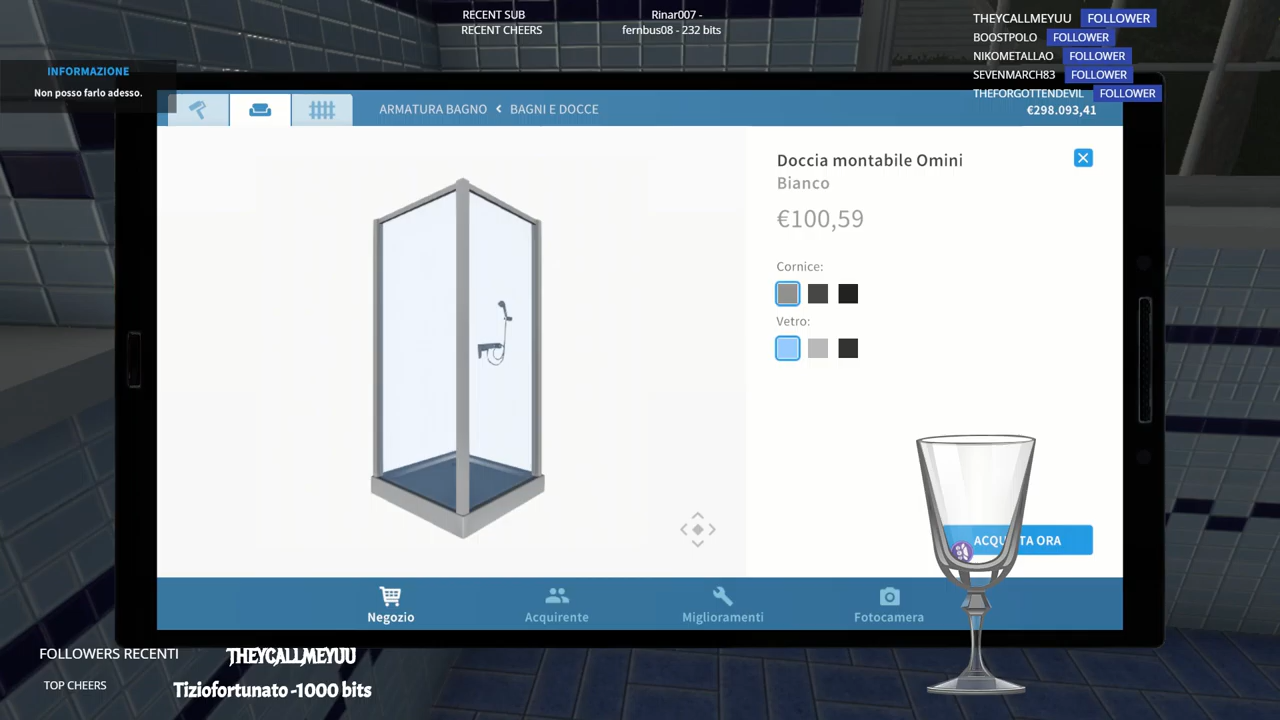 RECENT SUB
Rinar007 -
RECENT CHEERS
fernbus08 - 232 bits
THEYCALLMEYUU FOLLOWER
BOOSTPOLO FOLLOWER
NIKOMETALLAO FOLLOWER
SEVENMARCH83 FOLLOWER
THEFORGOTTENDEVIL FOLLOWER
INFORMAZIONE
Non posso farlo adesso.
ARMATURA BAGNO < BAGNI E DOCCE
€298.093,41
Doccia montabile Omini
Bianco
€100,59
Cornice:
Vetro:
ACQUISTA ORA
Negozio
Acquirente
Miglioramenti
Fotocamera
FOLLOWERS RECENTI
THEYCALLMEYUU
TOP CHEERS
Tiziofortunato -1000 bits